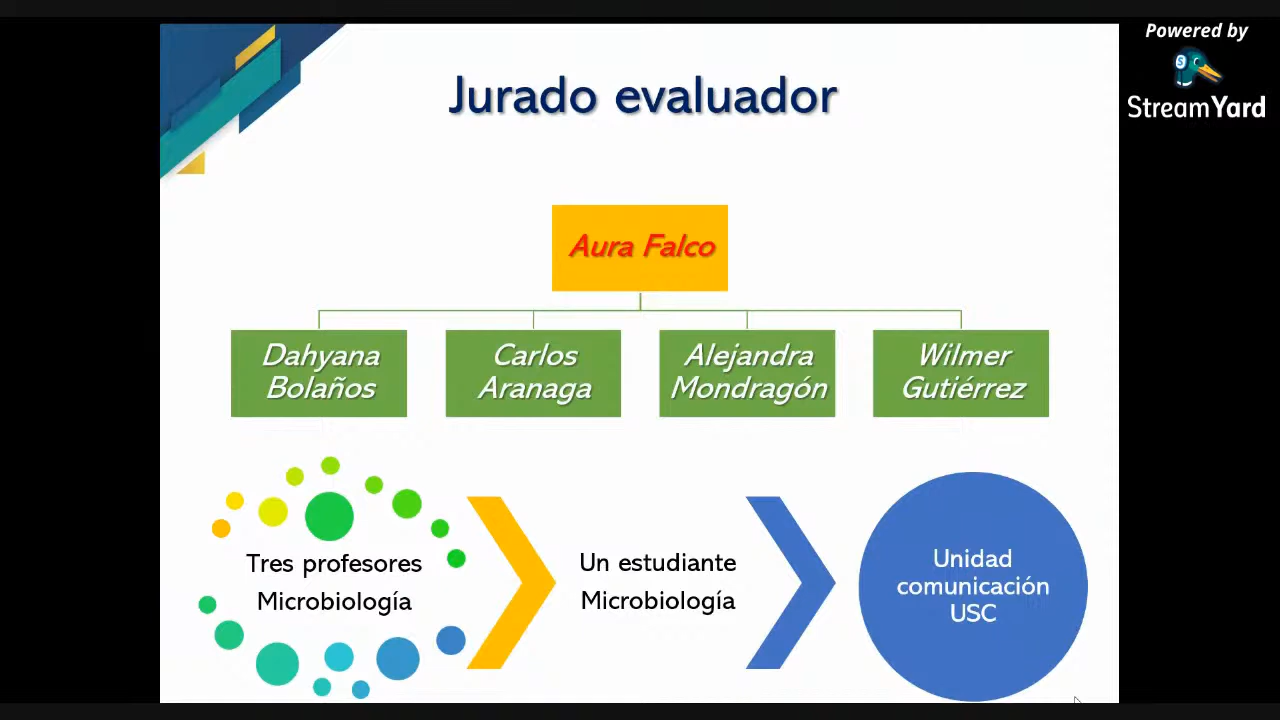 Powered by
StreamYard
Jurado evaluador
Aura Falco
Dahyana
Bolaños
Carlos
Aranaga
Alejandra
Mondragón
Wilmer
Gutiérrez
Tres profesores
Microbiología
Un estudiante
Microbiología
Unidad
comunicación
USC